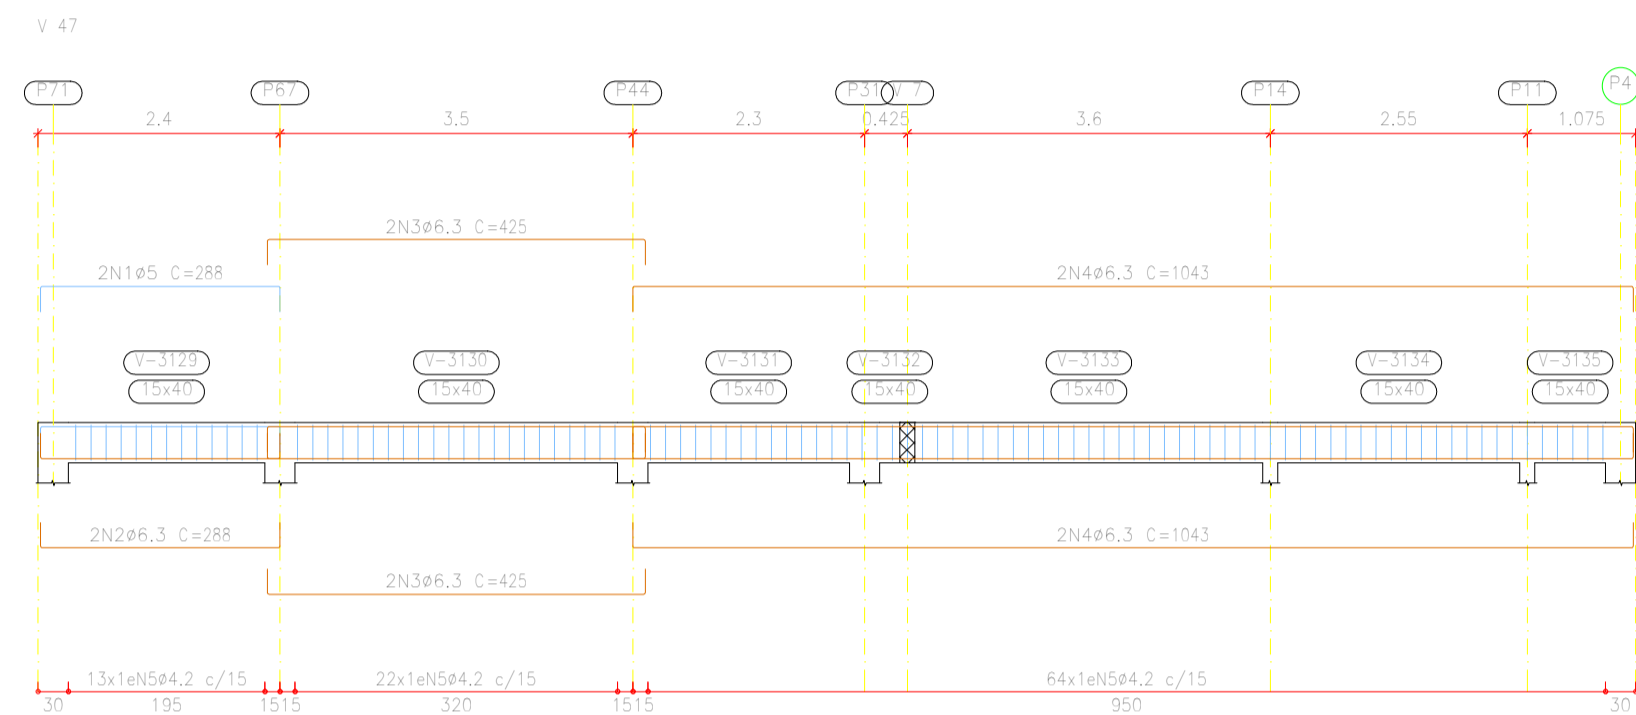 V 47
P71 P67 P44 P31 V 7 P14 P11 P4
2.4 3.5 2.3 0.425 3.6 2.55 1.075
2N3ø6.3 C=425
2N1ø5 C=288 2N4ø6.3 C=1043
V-3129 V-3130 V-3131 V-3132 V-3133 V-3134 V-3135
15x40 15x40 15x40 15x40 15x40 15x40 15x40
2N2ø6.3 C=288 2N4ø6.3 C=1043
2N3ø6.3 C=425
13x1eN5ø4.2 c/15 22x1eN5ø4.2 c/15 64x1eN5ø4.2 c/15
30 195 1515 320 1515 950 30